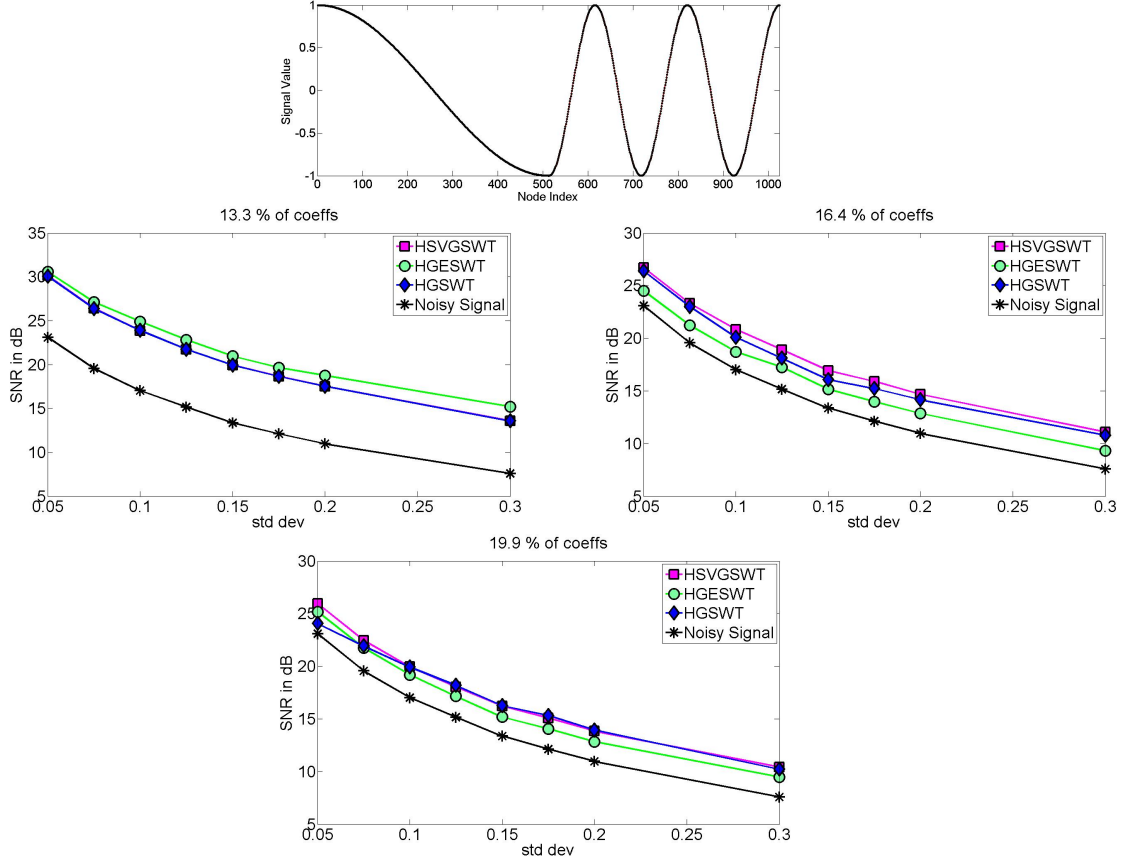 1
0.5
0
-0.5
-1
Signal Value
0 100 200 300 400 500 600 700 800 900 1000
Node Index
13.3 % of coeffs
35
30
25
20
15
10
5
SNR in dB
HSVGSWT
HGESWT
HGSWT
Noisy Signal
0.05 0.1 0.15 0.2 0.25 0.3
std dev
16.4 % of coeffs
30
25
20
15
10
5
SNR in dB
HSVGSWT
HGESWT
HGSWT
Noisy Signal
0.05 0.1 0.15 0.2 0.25 0.3
std dev
19.9 % of coeffs
30
25
20
15
10
5
SNR in dB
HSVGSWT
HGESWT
HGSWT
Noisy Signal
0.05 0.1 0.15 0.2 0.25 0.3
std dev